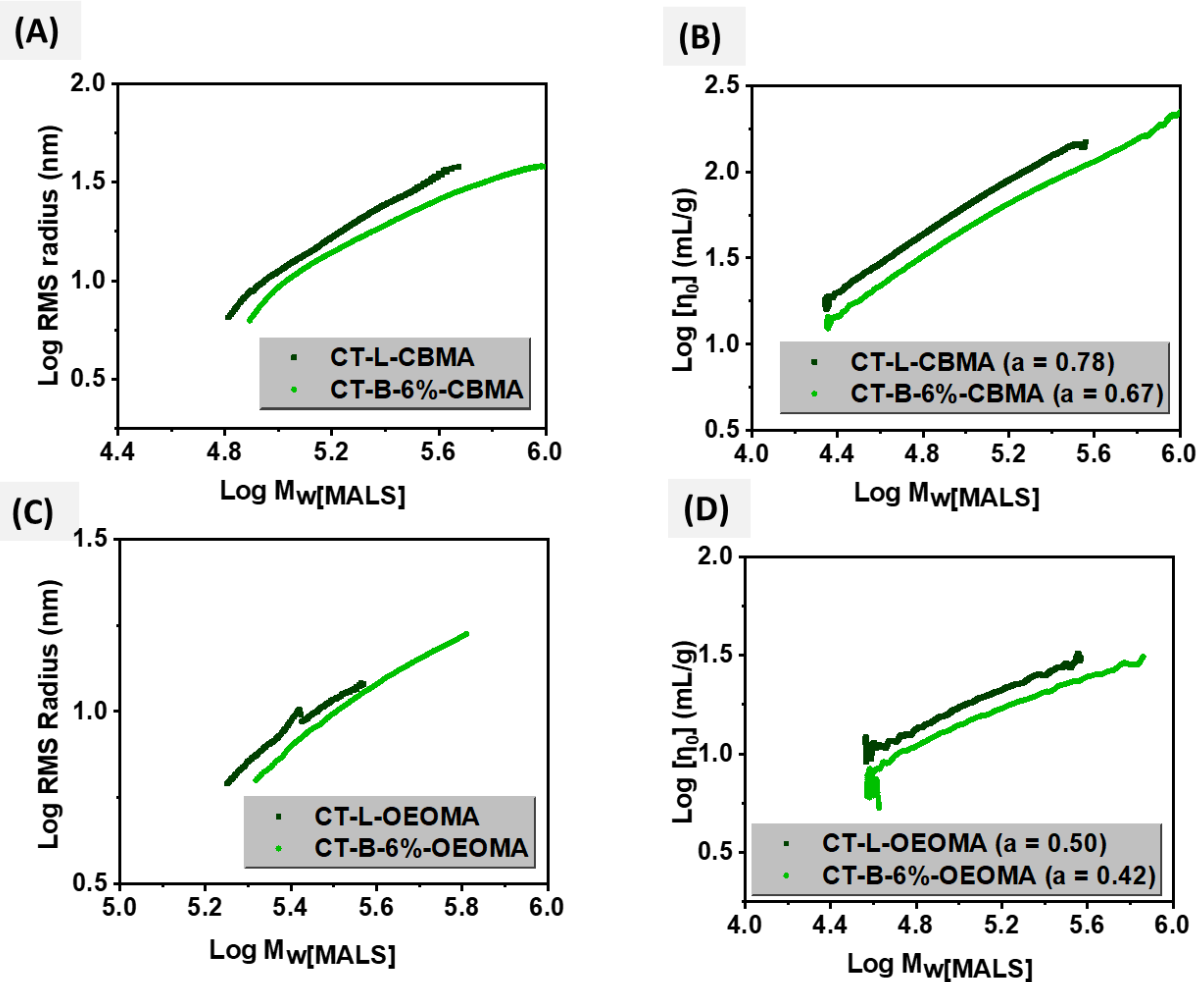 (A)
2.0
1.5
1.0
0.5
Log RMS radius (nm)
CT-L-CBMA
CT-B-6%-CBMA
4.4 4.8 5.2 5.6 6.0
Log Mw[MALS]
(B)
2.5
2.0
1.5
1.0
0.5
Log [η0] (mL/g)
CT-L-CBMA (a = 0.78)
CT-B-6%-CBMA (a = 0.67)
4.0 4.4 4.8 5.2 5.6 6.0
Log Mw[MALS]
(C)
1.5
1.0
0.5
Log RMS Radius (nm)
CT-L-OEOMA
CT-B-6%-OEOMA
5.0 5.2 5.4 5.6 5.8 6.0
Log Mw[MALS]
(D)
2.0
1.5
1.0
0.5
Log [η0] (mL/g)
CT-L-OEOMA (a = 0.50)
CT-B-6%-OEOMA (a = 0.42)
4.0 4.4 4.8 5.2 5.6 6.0
Log Mw[MALS]